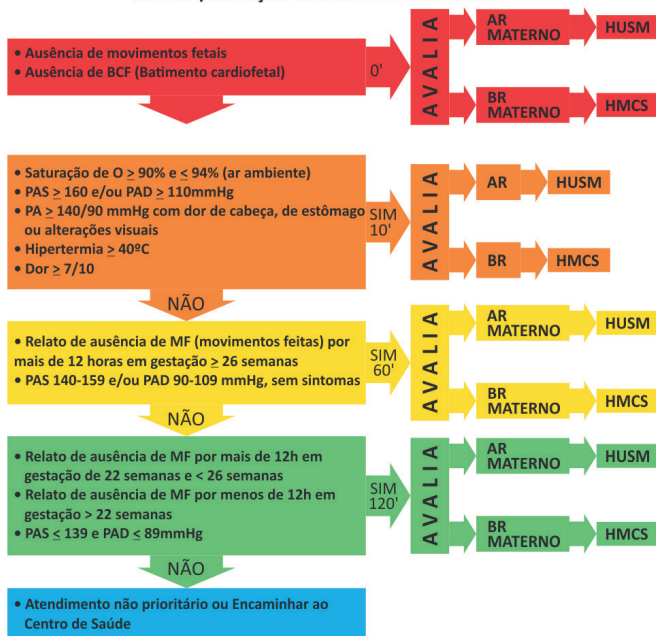 • Ausência de movimentos fetais
• Ausência de BCF (Batimento cardiofetal)
0'
AVALIA
AR
MATERNO
HUSM
BR
MATERNO
HMCS
• Saturação de O ≥ 90% e ≤ 94% (ar ambiente)
• PAS ≥ 160 e/ou PAD ≥ 110mmHg
• PA ≥ 140/90 mmHg com dor de cabeça, de estômago
ou alterações visuais
• Hipertermia ≥ 40ºC
• Dor ≥ 7/10
SIM
10'
AVALIA
AR
HUSM
BR
HMCS
NÃO
• Relato de ausência de MF (movimentos feitas) por
mais de 12 horas em gestação ≥ 26 semanas
• PAS 140-159 e/ou PAD 90-109 mmHg, sem sintomas
SIM
60'
AVALIA
AR
MATERNO
HUSM
BR
MATERNO
HMCS
NÃO
• Relato de ausência de MF por mais de 12h em
gestação de 22 semanas e < 26 semanas
• Relato de ausência de MF por menos de 12h em
gestação > 22 semanas
• PAS ≤ 139 e PAD ≤ 89mmHg
SIM
120'
AVALIA
AR
MATERNO
HUSM
BR
MATERNO
HMCS
NÃO
• Atendimento não prioritário ou Encaminhar ao
Centro de Saúde